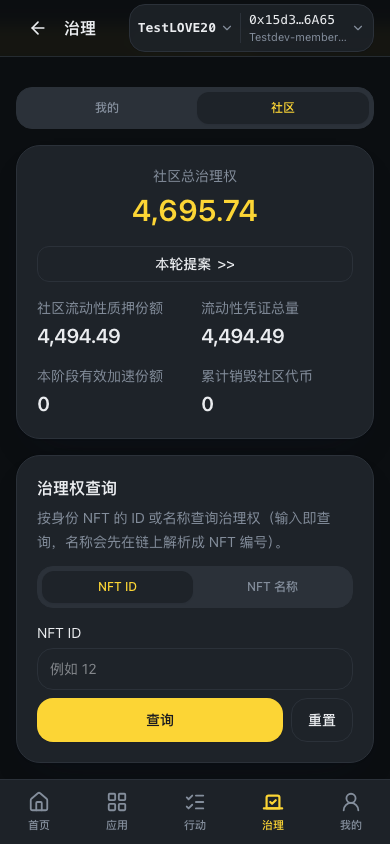 治理
TestLOVE20
0x15d3…6A65
Testdev-member...
我的
社区
社区总治理权
4,695.74
本轮提案 >>
社区流动性质押份额
流动性凭证总量
4,494.49
4,494.49
本阶段有效加速份额
累计销毁社区代币
0
0
治理权查询
按身份 NFT 的 ID 或名称查询治理权（输入即查
询，名称会先在链上解析成 NFT 编号）。
NFT ID
NFT 名称
NFT ID
例如 12
查询
重置
首页
应用
行动
治理
我的